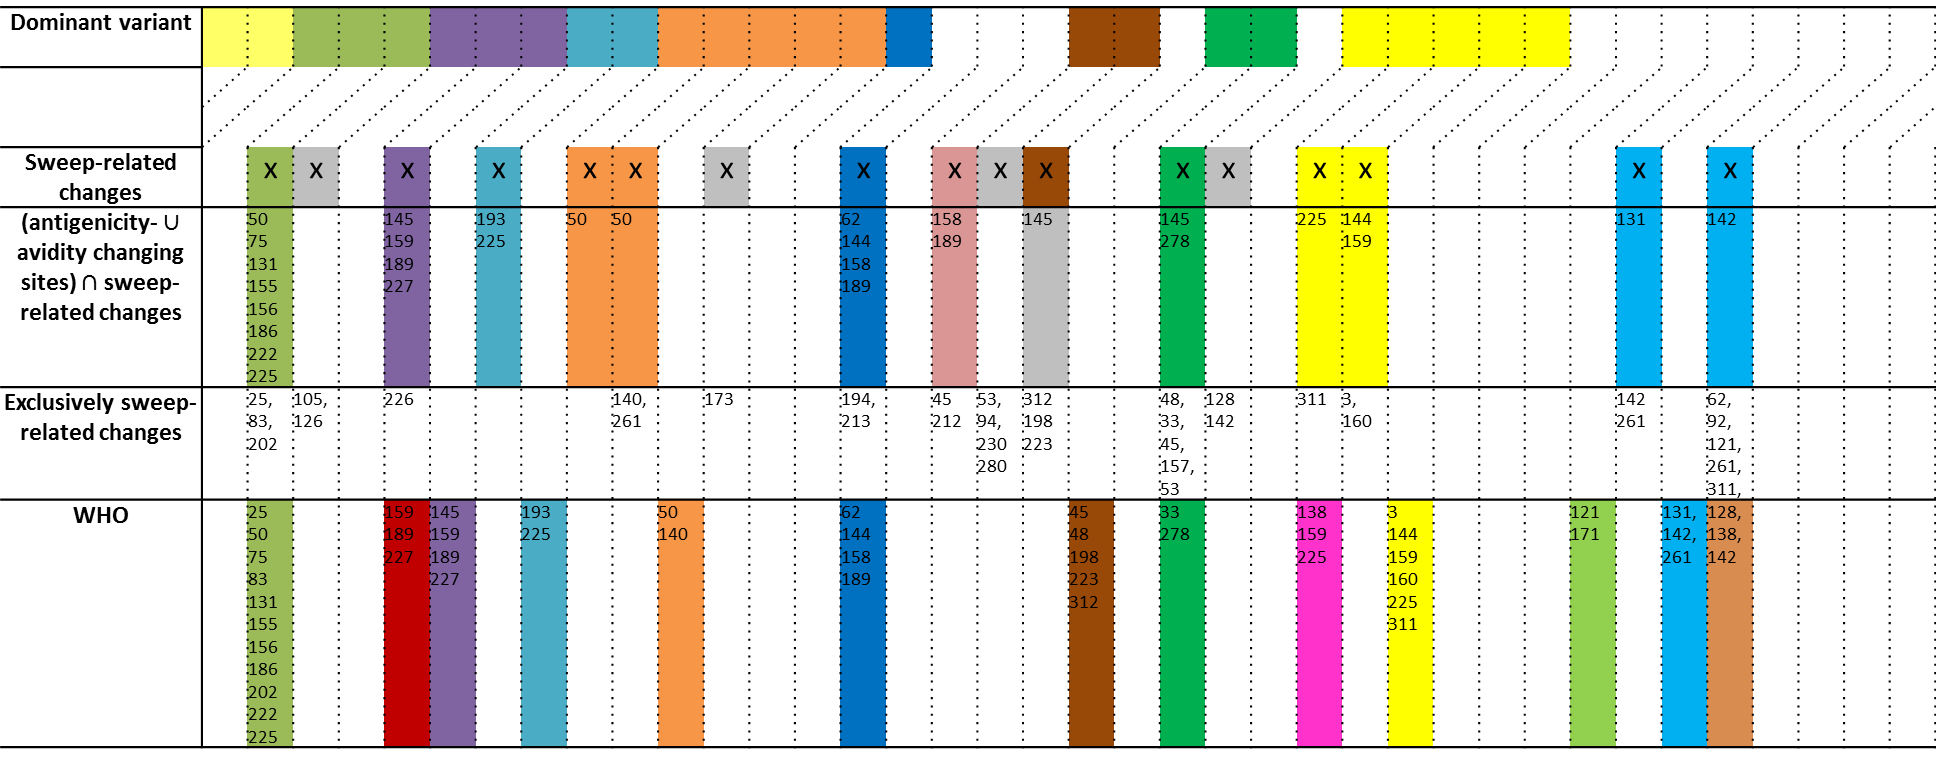 Dominant variant
Sweep-related
changes
X X X X X X X X X X X X X X X X X
(antigenicity- ∪
avidity changing
sites) ∩ sweep-
related changes
50 145 193 50 50 62 158 145 145 225 144 131 142
75 159 225 144 189 278 159
131 189 158
155 227 189
156
186
222
225
Exclusively sweep-
related changes
25, 105, 226 140, 173 194, 45 53, 312 48, 128 311 3, 142 62,
83, 126 261 213 212 94, 198 33, 142 160 261 92,
202 230 223 45, 121,
280 157, 261,
53 311,
WHO
25 159 145 193 50 62 45 33 138 3 121 131, 128,
50 189 159 225 140 144 48 278 159 144 171 142, 138,
75 227 189 158 198 225 159 261 142
83 227 189 223 160
131 312 225
155 311
156
186
202
222
225